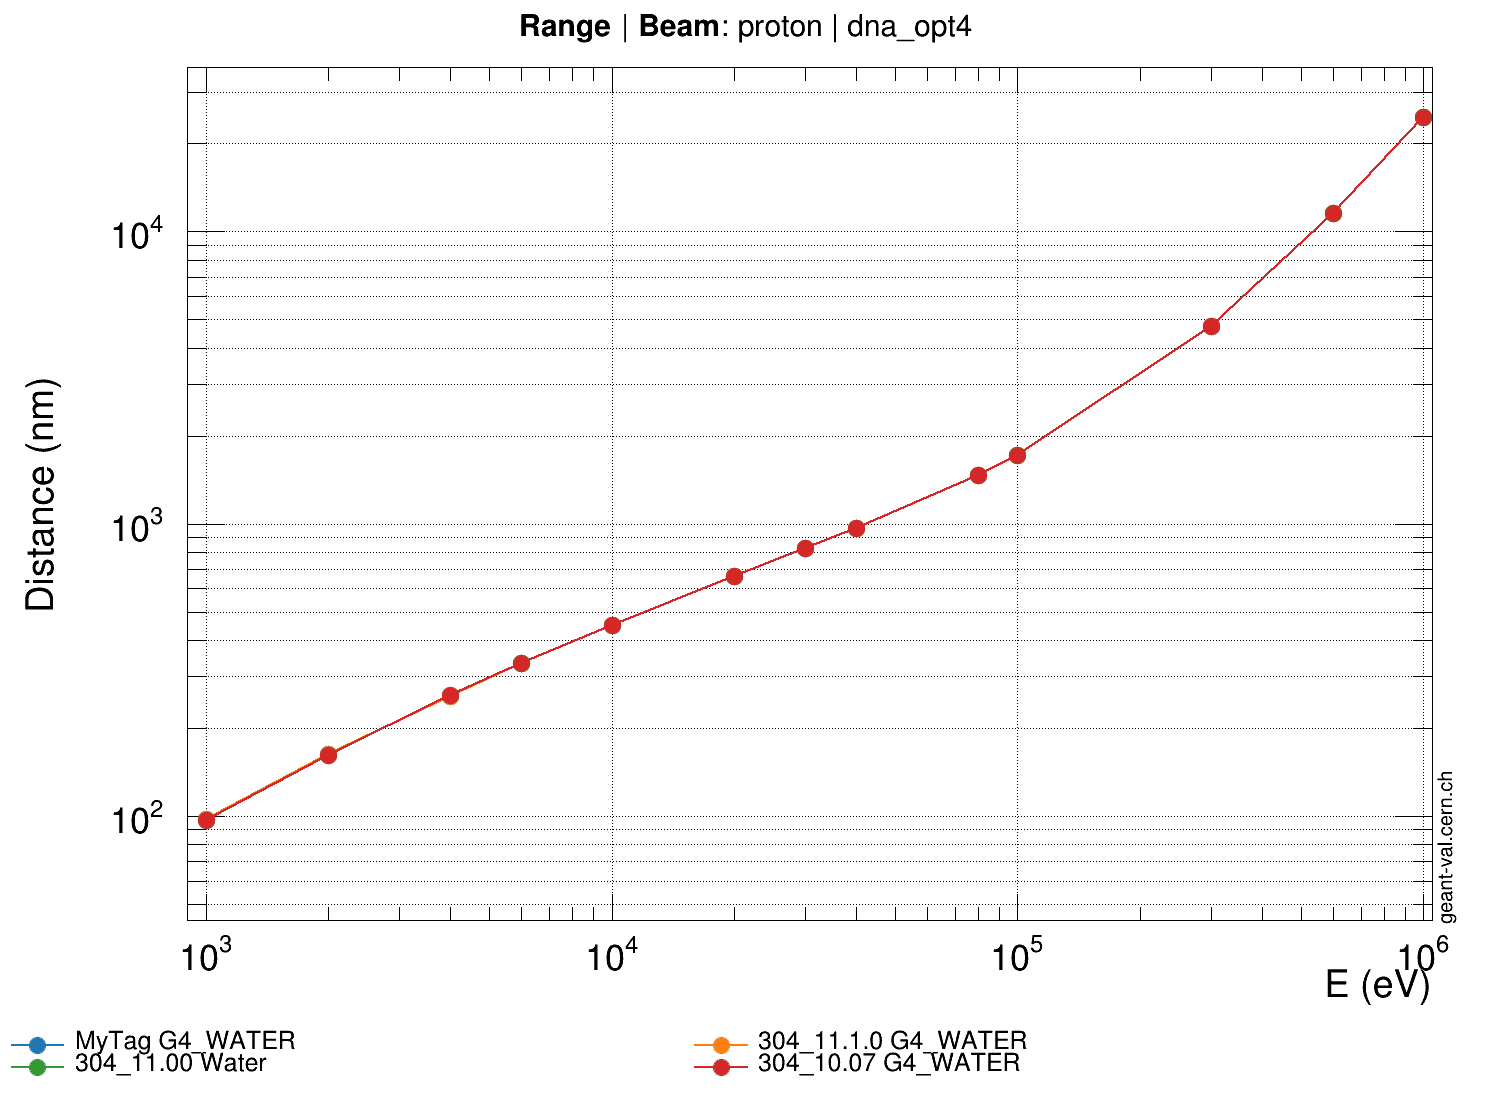 Range | Beam: proton | dna_opt4
Distance (nm)
10^4
10^3
10^2
10^3
10^4
10^5
10^6
E (eV)
geant-val.cern.ch
MyTag G4_WATER
304_11.1.0 G4_WATER
304_11.00 Water
304_10.07 G4_WATER